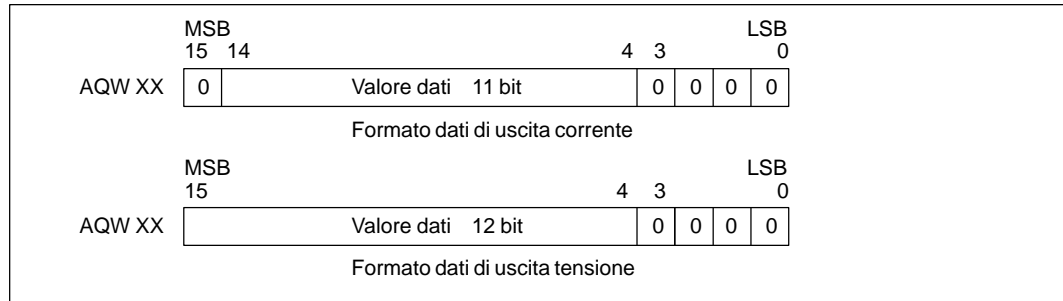 MSB LSB
15 14 4 3 0
AQW XX 0 Valore dati 11 bit 0 0 0 0
Formato dati di uscita corrente
MSB LSB
15 4 3 0
AQW XX Valore dati 12 bit 0 0 0 0
Formato dati di uscita tensione